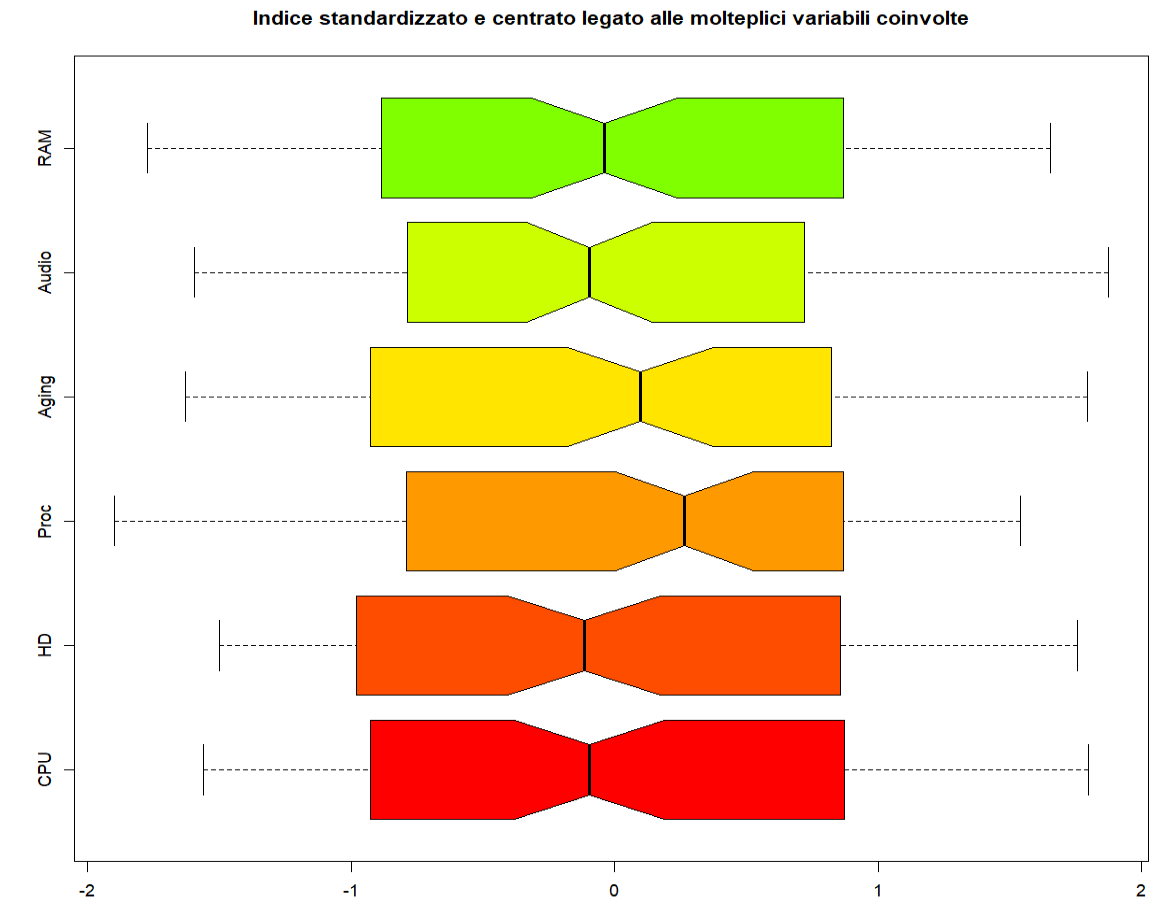 Indice standardizzato e centrato legato alle molteplici variabili coinvolte
RAM
Audio
Aging
Proc
HD
CPU
-2 -1 0 1 2